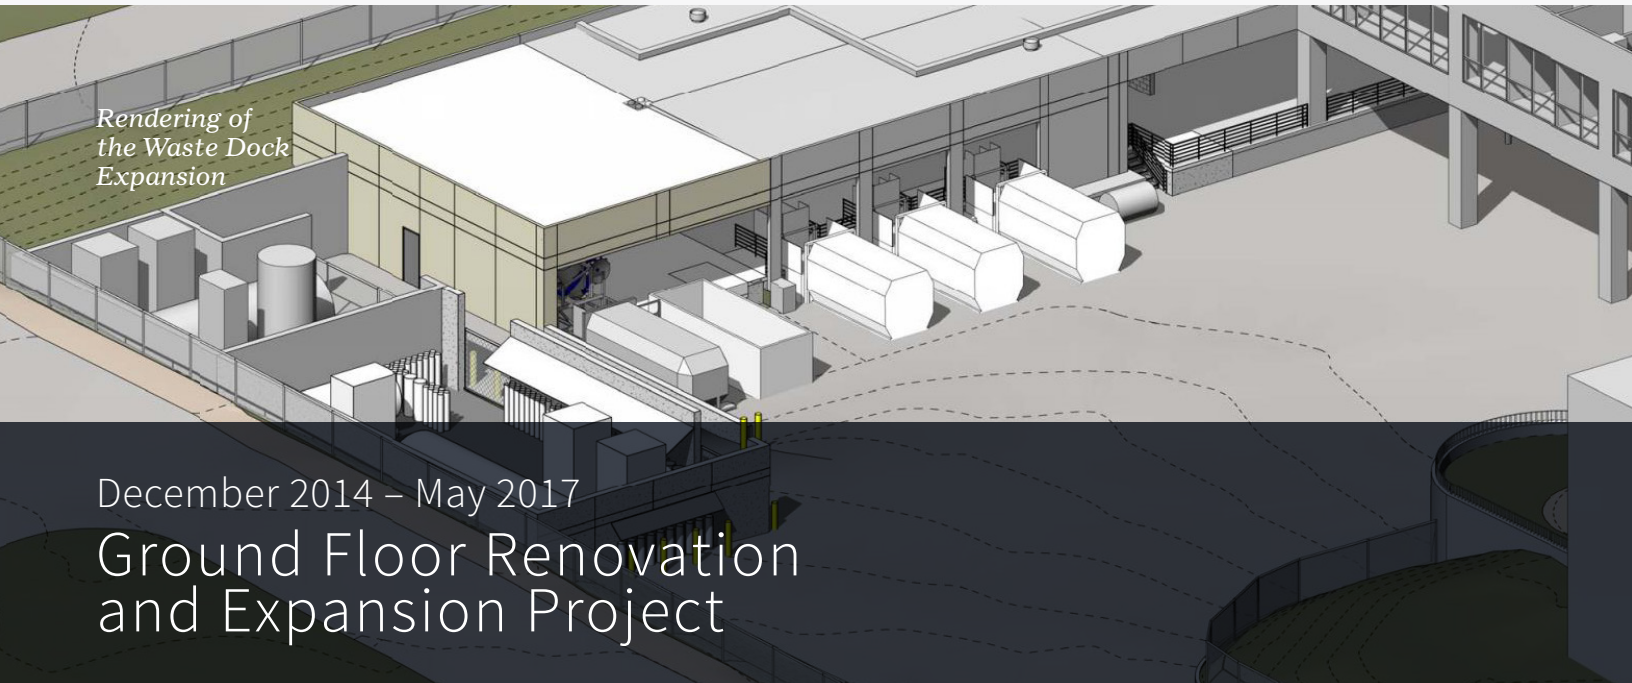 Rendering of
the Waste Dock
Expansion
December 2014 – May 2017
Ground Floor Renovation
and Expansion Project